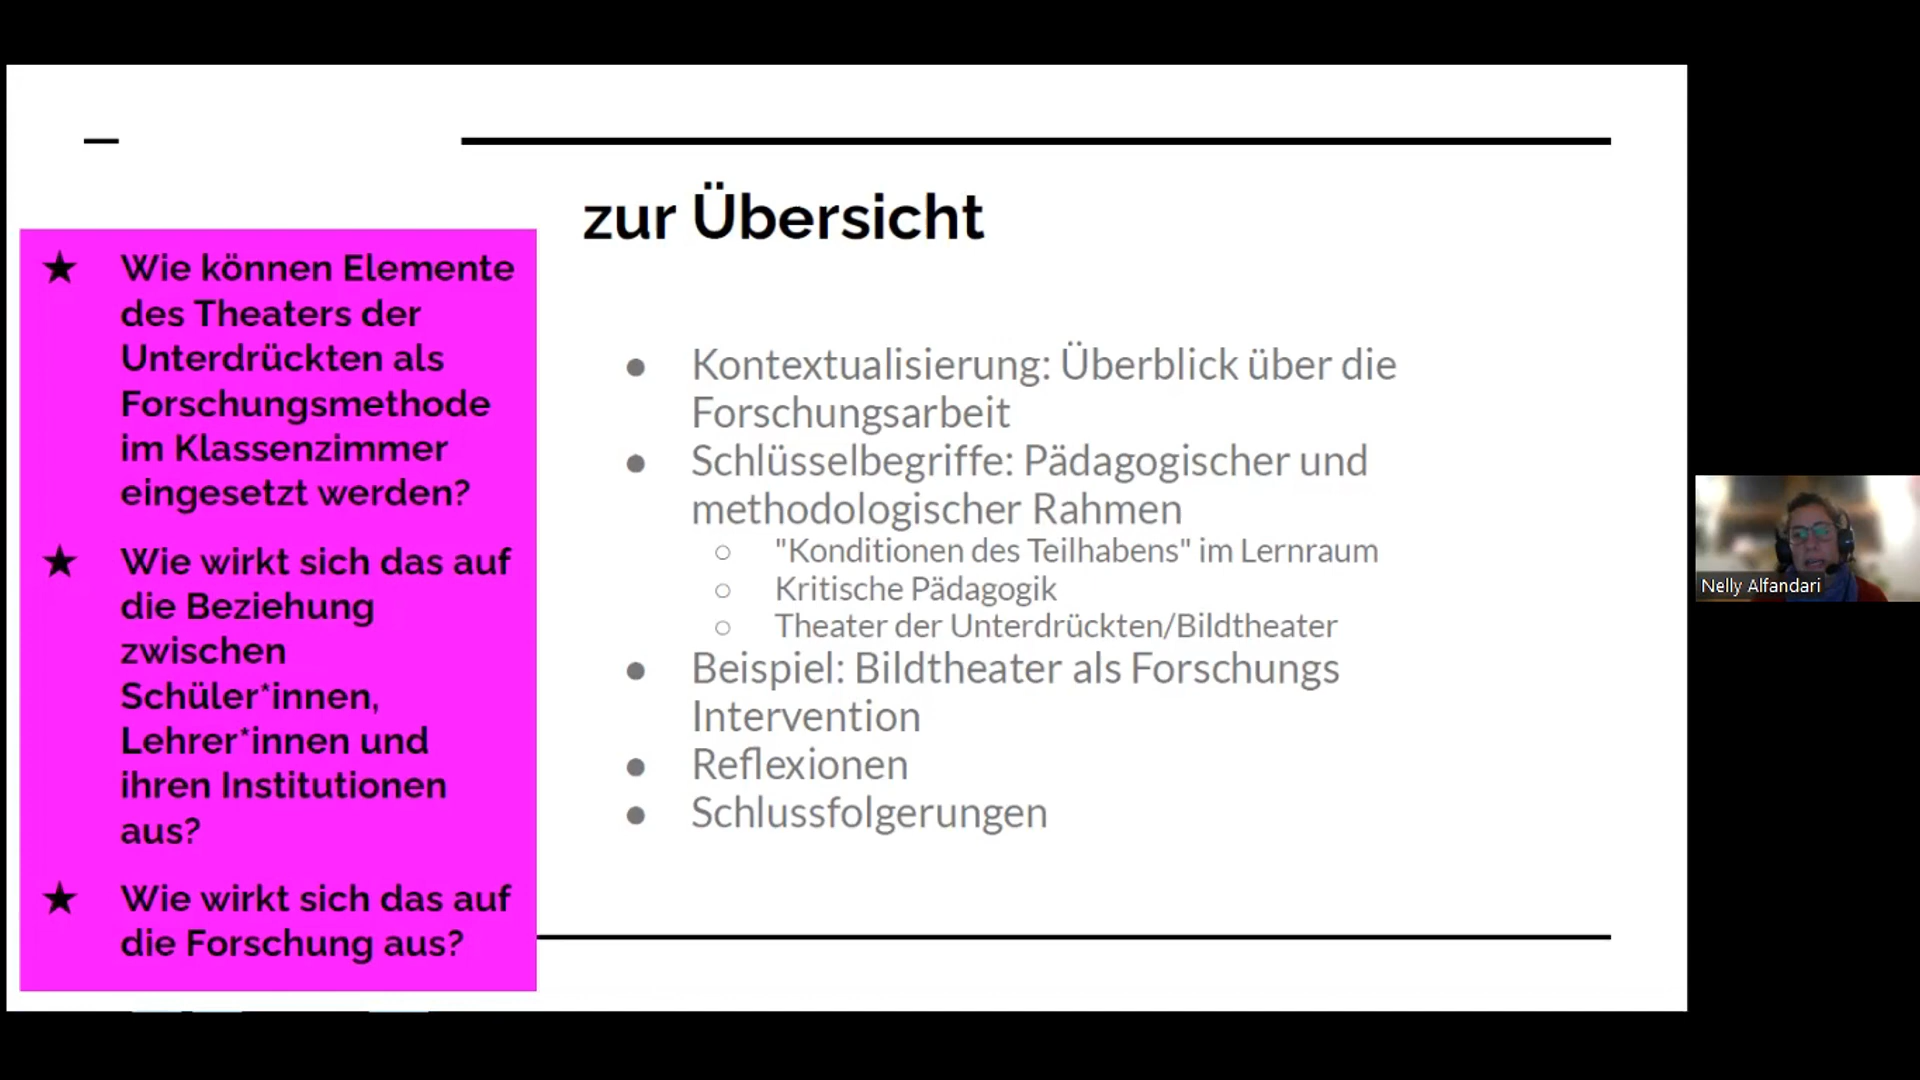 zur Übersicht
★ Wie können Elemente
des Theaters der
Unterdrückten als
Forschungsmethode
im Klassenzimmer
eingesetzt werden?
★ Wie wirkt sich das auf
die Beziehung
zwischen
Schüler*innen,
Lehrer*innen und
ihren Institutionen
aus?
★ Wie wirkt sich das auf
die Forschung aus?
● Kontextualisierung: Überblick über die
Forschungsarbeit
● Schlüsselbegriffe: Pädagogischer und
methodologischer Rahmen
○ "Konditionen des Teilhabens" im Lernraum
○ Kritische Pädagogik
○ Theater der Unterdrückten/Bildtheater
● Beispiel: Bildtheater als Forschungs
Intervention
● Reflexionen
● Schlussfolgerungen
Nelly Alfandari